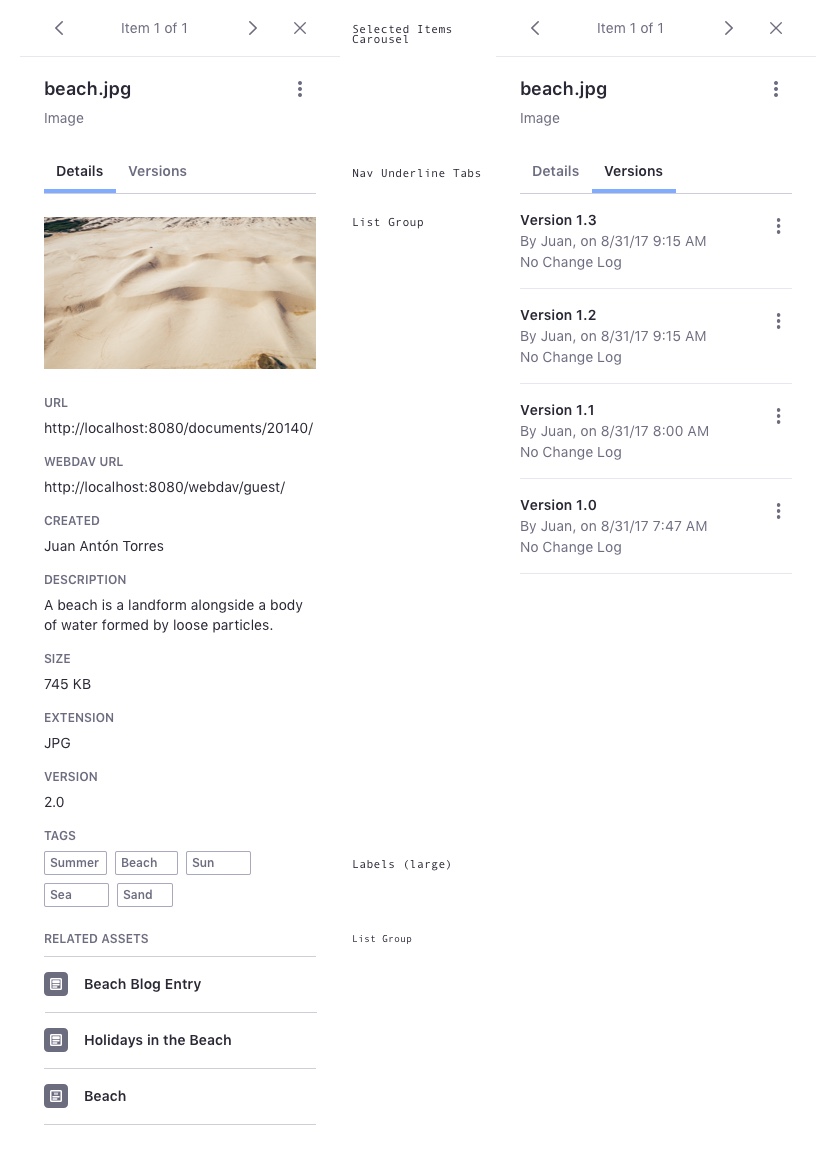 Item 1 of 1
beach.jpg
Image
Details
Versions
URL
http://localhost:8080/documents/20140/
WEBDAV URL
http://localhost:8080/webdav/guest/
CREATED
Juan Antón Torres
DESCRIPTION
A beach is a landform alongside a body
of water formed by loose particles.
SIZE
745 KB
EXTENSION
JPG
VERSION
2.0
TAGS
Summer
Beach
Sun
Sea
Sand
RELATED ASSETS
Beach Blog Entry
Holidays in the Beach
Beach
Selected Items
Carousel
Nav Underline Tabs
List Group
Labels (large)
List Group
Item 1 of 1
beach.jpg
Image
Details
Versions
Version 1.3
By Juan, on 8/31/17 9:15 AM
No Change Log
Version 1.2
By Juan, on 8/31/17 9:15 AM
No Change Log
Version 1.1
By Juan, on 8/31/17 8:00 AM
No Change Log
Version 1.0
By Juan, on 8/31/17 7:47 AM
No Change Log